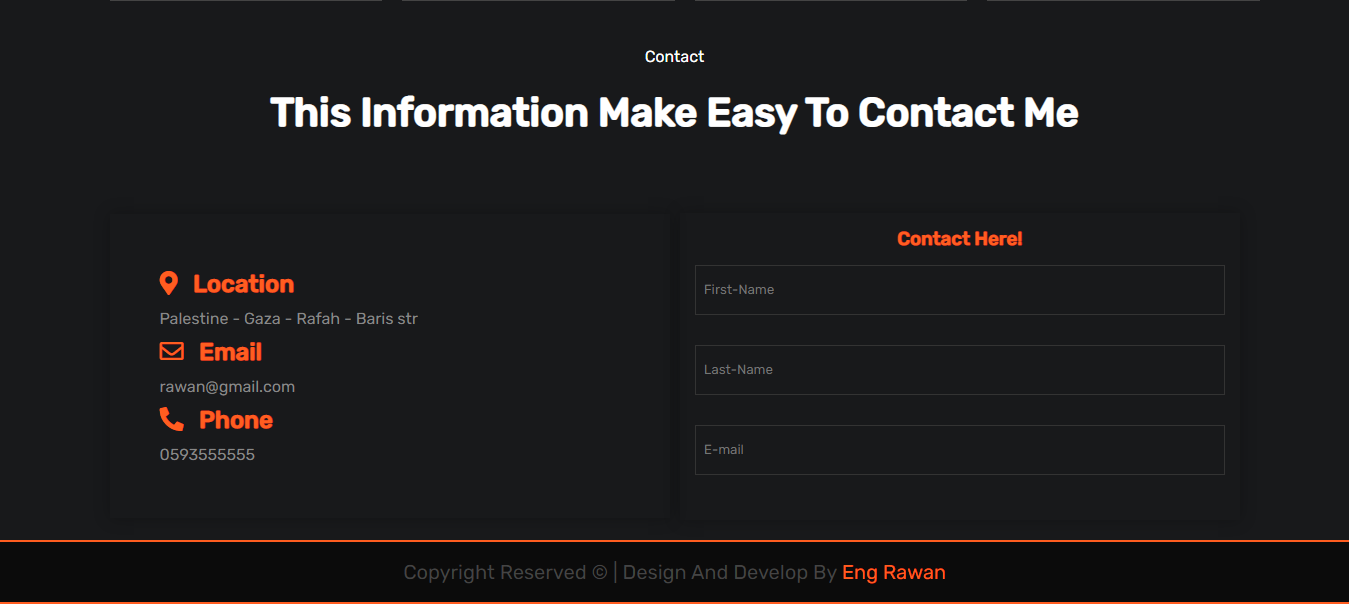 Contact
This Information Make Easy To Contact Me
Location
Palestine - Gaza - Rafah - Baris str
Email
rawan@gmail.com
Phone
0593555555
Contact Here!
First-Name
Last-Name
E-mail
Copyright Reserved © | Design And Develop By Eng Rawan